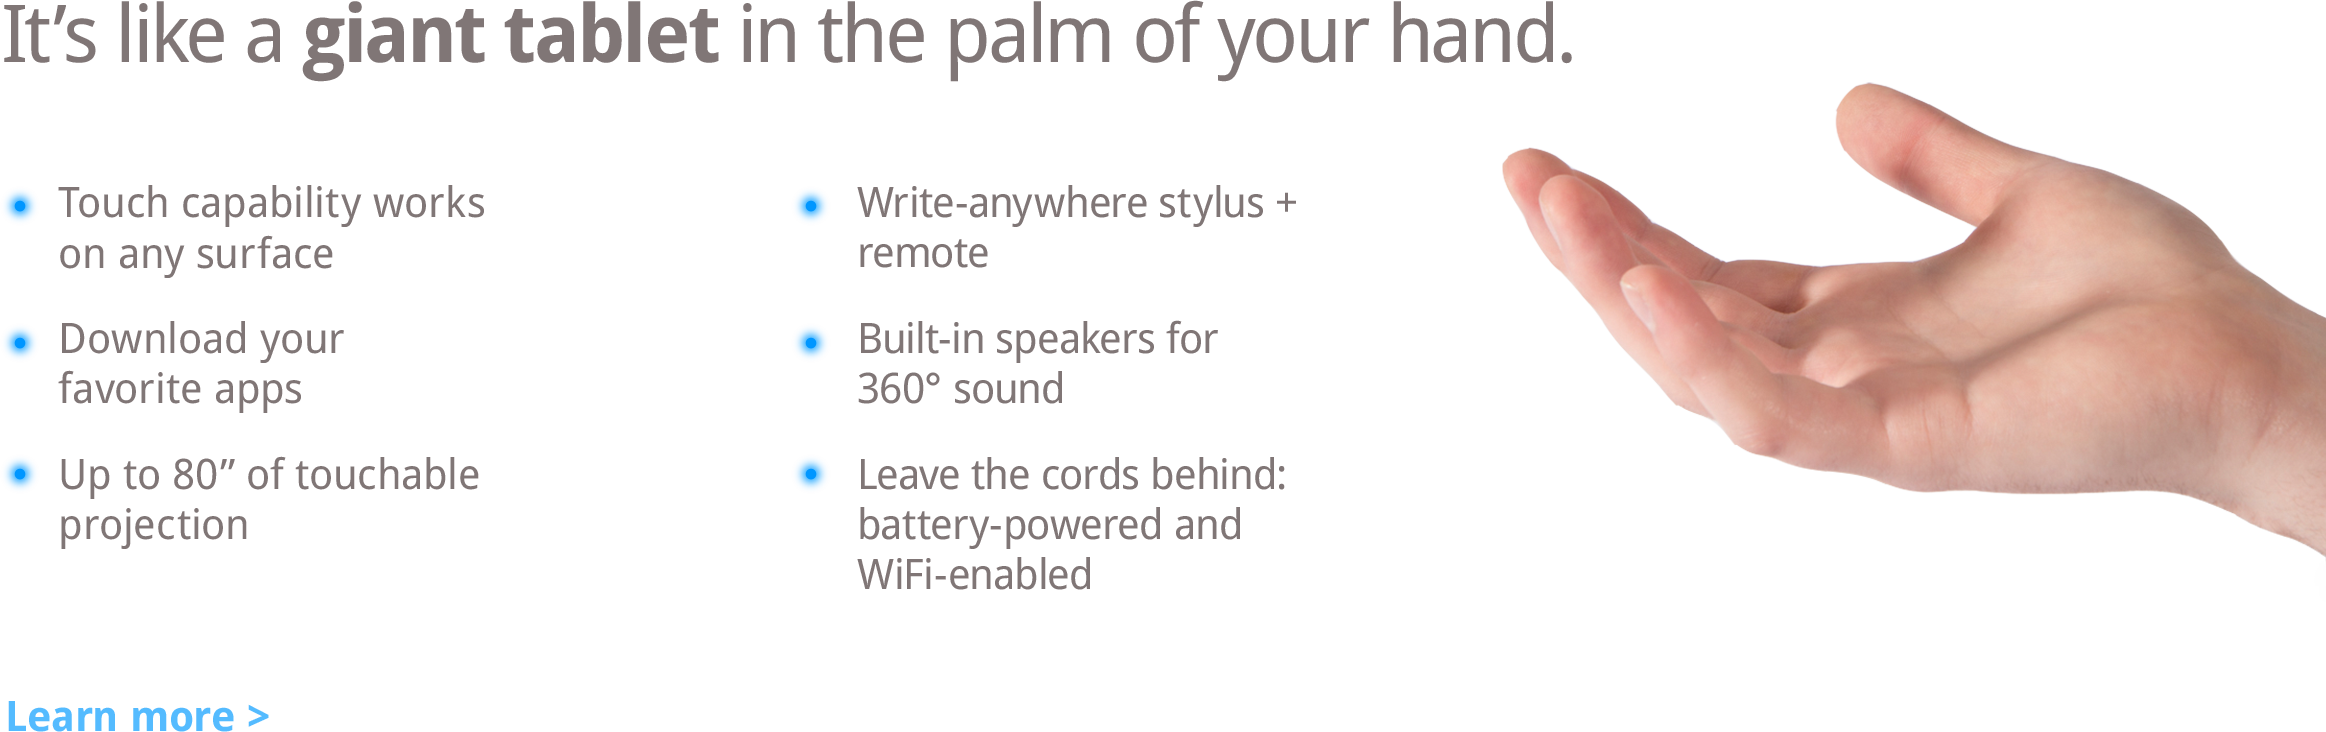 It’s like a giant tablet in the palm of your hand.
Touch capability works
on any surface
Download your
favorite apps
Up to 80” of touchable
projection
Write-anywhere stylus +
remote
Built-in speakers for
360° sound
Leave the cords behind:
battery-powered and
WiFi-enabled
Learn more >